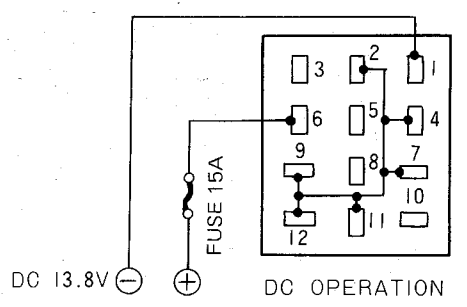 3 2 1
6 5 4
9 8 7
12 11 10
FUSE 15A
DC 13.8V − +
DC OPERATION